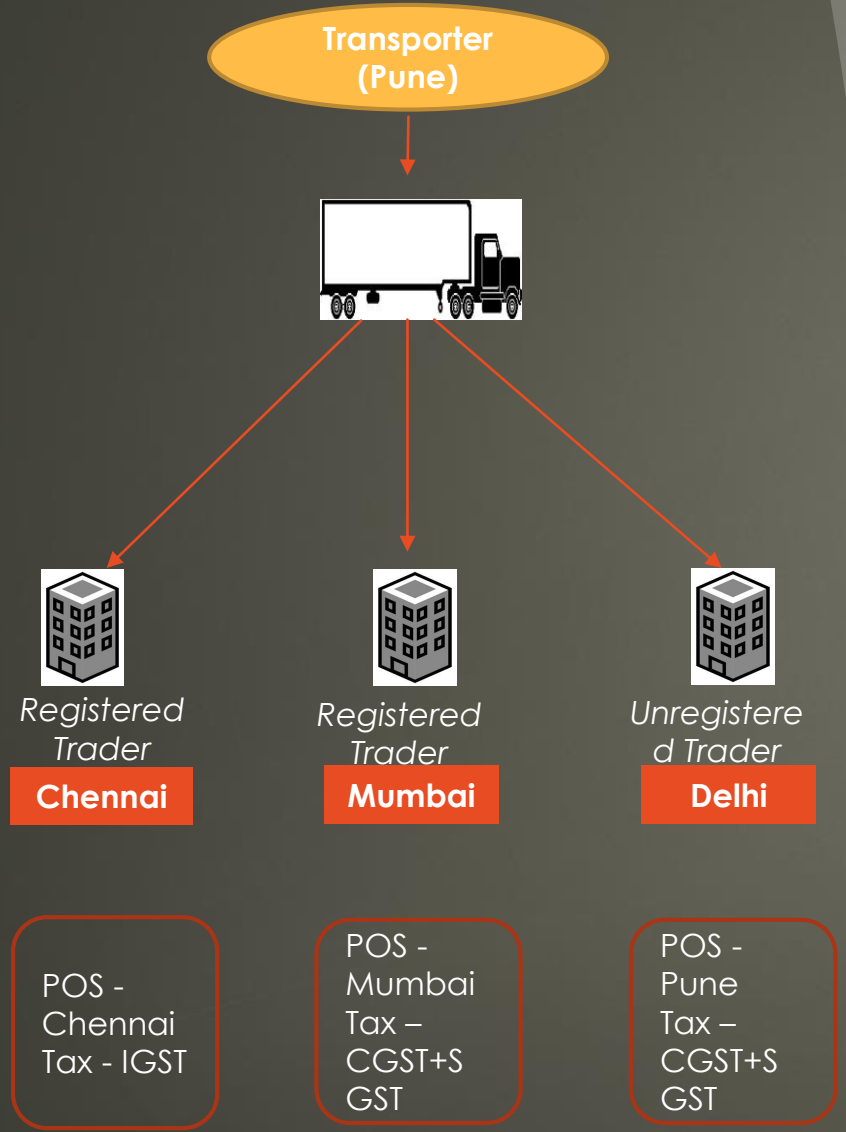 Transporter
(Pune)
Registered
Trader
Chennai
Registered
Trader
Mumbai
Unregistere
d Trader
Delhi
POS -
Chennai
Tax - IGST
POS -
Mumbai
Tax –
CGST+S
GST
POS -
Pune
Tax –
CGST+S
GST